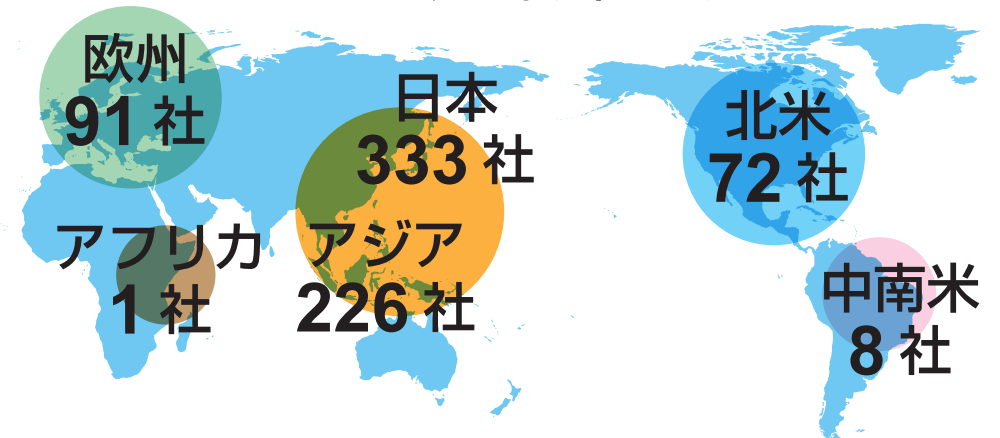 欧州
91 社
日本
333 社
北米
72 社
アフリカ
1 社
アジア
226 社
中南米
8 社